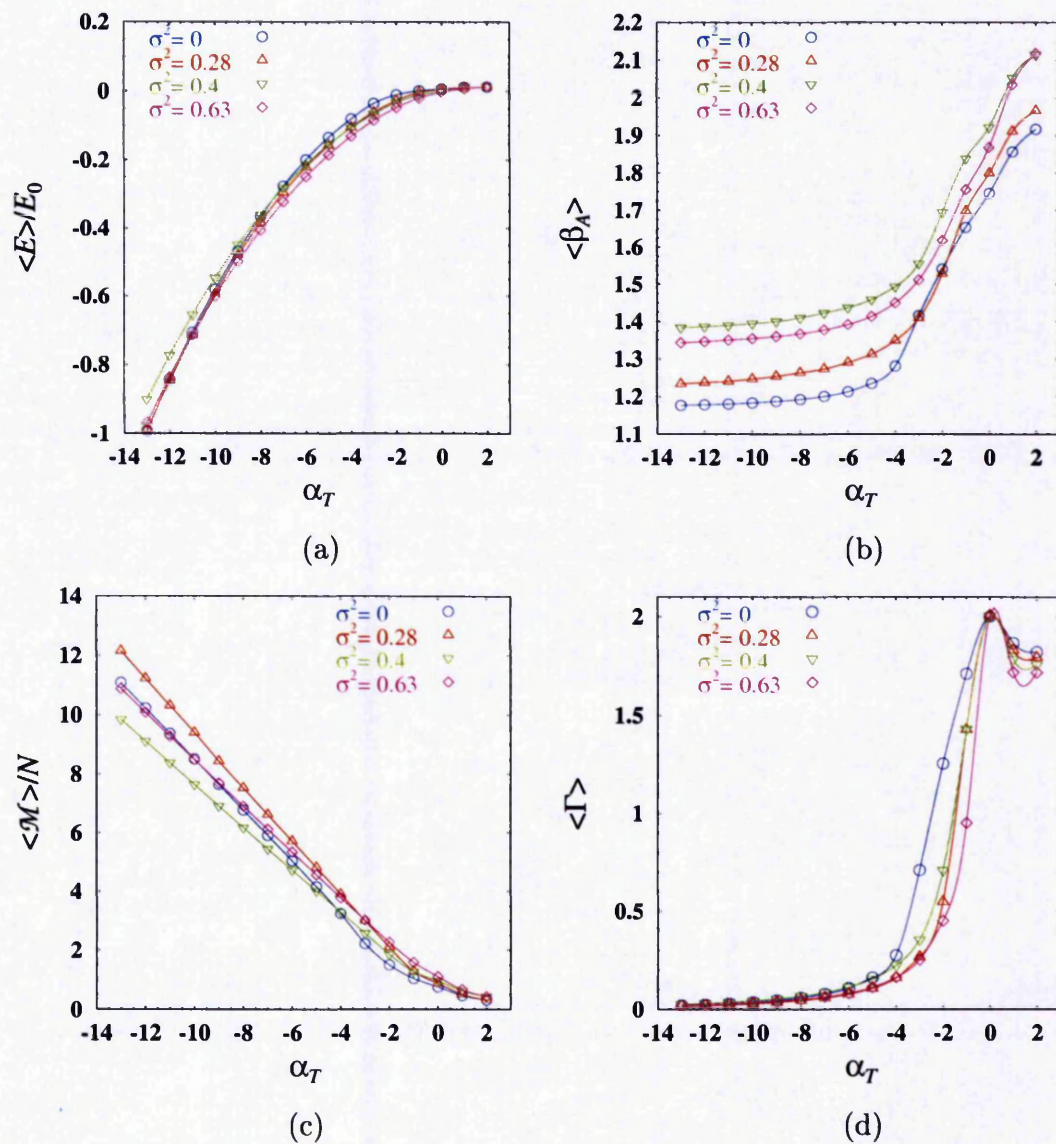 0.2
0
-0.2
-0.4
-0.6
-0.8
-1
<E>/E₀
σ²= 0
σ²= 0.28
σ²= 0.4
σ²= 0.63
-14 -12 -10 -8 -6 -4 -2 0 2
α_T
(a)
2.2
2.1
2
1.9
1.8
1.7
1.6
1.5
1.4
1.3
1.2
1.1
<β_A>
σ²= 0
σ²= 0.28
σ²= 0.4
σ²= 0.63
-14 -12 -10 -8 -6 -4 -2 0 2
α_T
(b)
14
12
10
8
6
4
2
0
<ℳ>/N
σ²= 0
σ²= 0.28
σ²= 0.4
σ²= 0.63
-14 -12 -10 -8 -6 -4 -2 0 2
α_T
(c)
2
1.5
1
0.5
0
<Γ>
σ²= 0
σ²= 0.28
σ²= 0.4
σ²= 0.63
-14 -12 -10 -8 -6 -4 -2 0 2
α_T
(d)